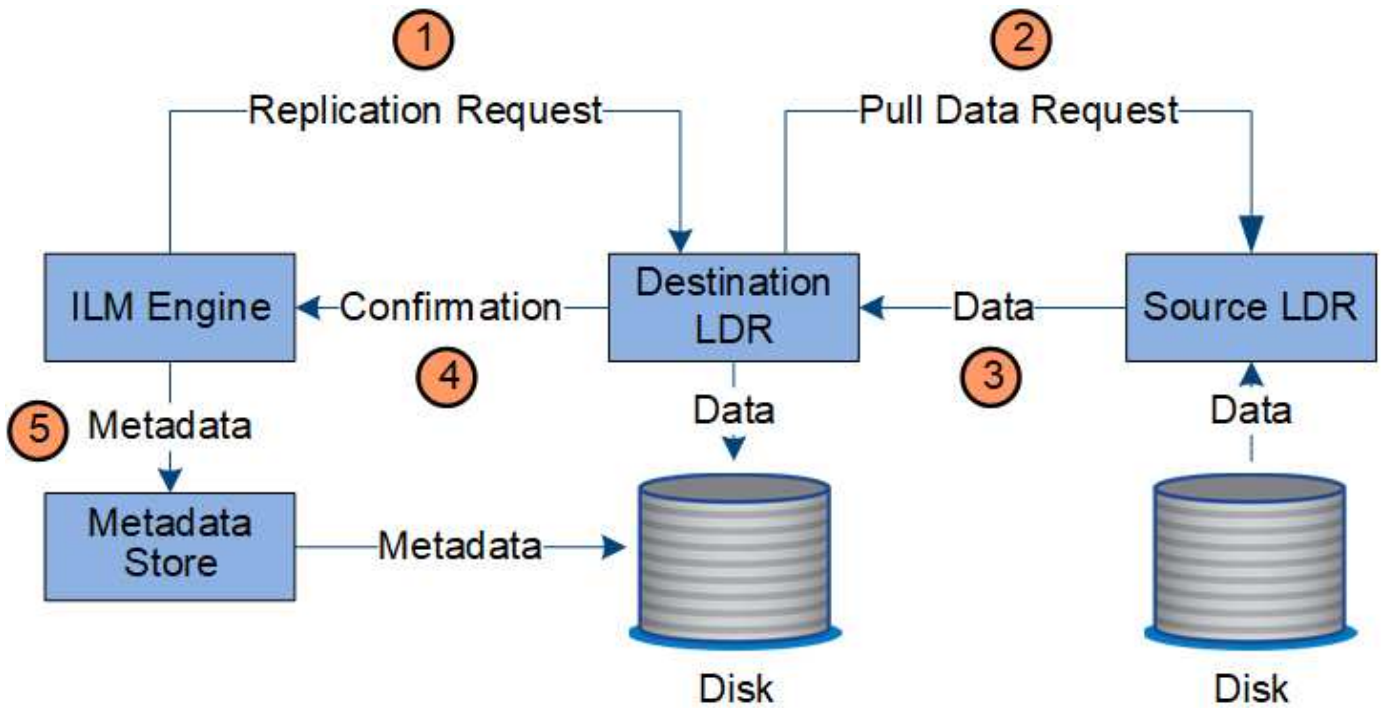 1
2
Replication Request
Pull Data Request
ILM Engine
Confirmation
Destination
LDR
Data
Source LDR
4
3
5
Metadata
Data
Data
Metadata
Store
Metadata
Disk
Disk